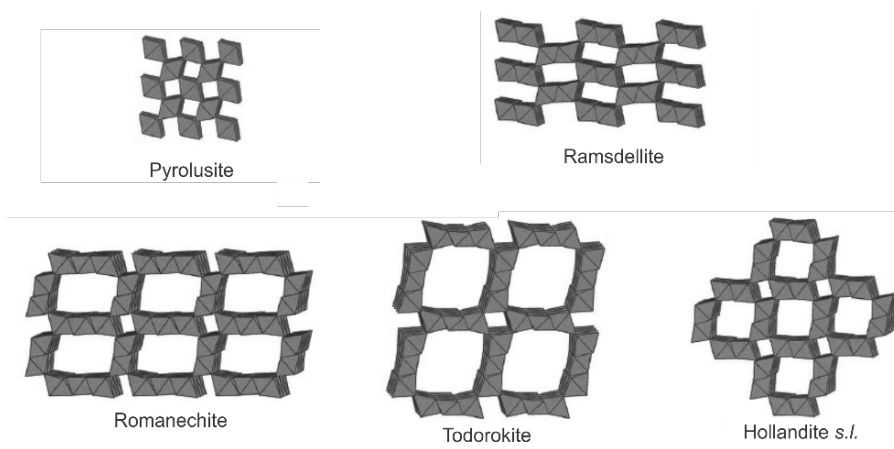 Pyrolusite
Ramsdellite
Romanechite
Todorokite
Hollandite s.l.